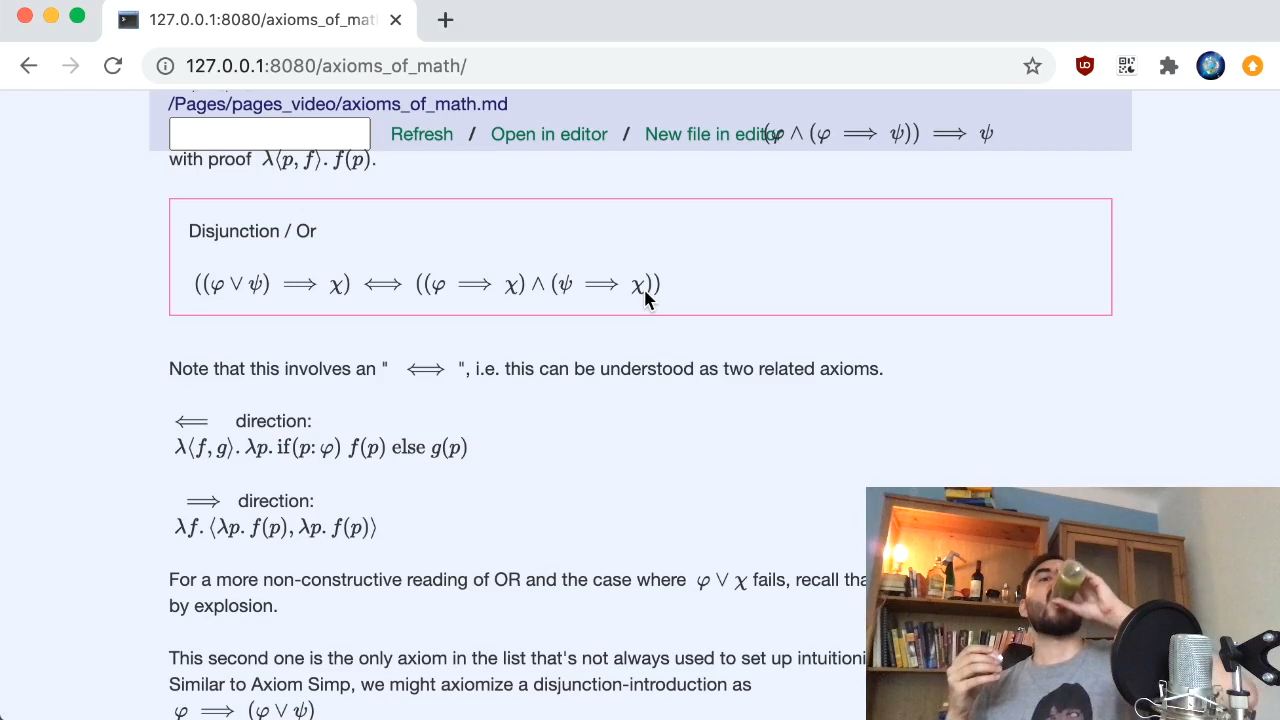 127.0.0.1:8080/axioms_of_mat
127.0.0.1:8080/axioms_of_math/
/Pages/pages_video/axioms_of_math.md
Refresh / Open in editor / New file in edito (φ ∧ (φ ⟹ ψ)) ⟹ ψ
with proof λ⟨p, f⟩. f(p).
Disjunction / Or
((φ ∨ ψ) ⟹ χ) ⟺ ((φ ⟹ χ) ∧ (ψ ⟹ χ))
Note that this involves an " ⟺ ", i.e. this can be understood as two related axioms.
⟸ direction:
λ⟨f, g⟩. λp. if(p: φ) f(p) else g(p)
⟹ direction:
λf. ⟨λp. f(p), λp. f(p)⟩
For a more non-constructive reading of OR and the case where φ ∨ χ fails, recall tha
by explosion.
This second one is the only axiom in the list that's not always used to set up intuitioni
Similar to Axiom Simp, we might axiomize a disjunction-introduction as
φ ⟹ (φ ∨ ψ)